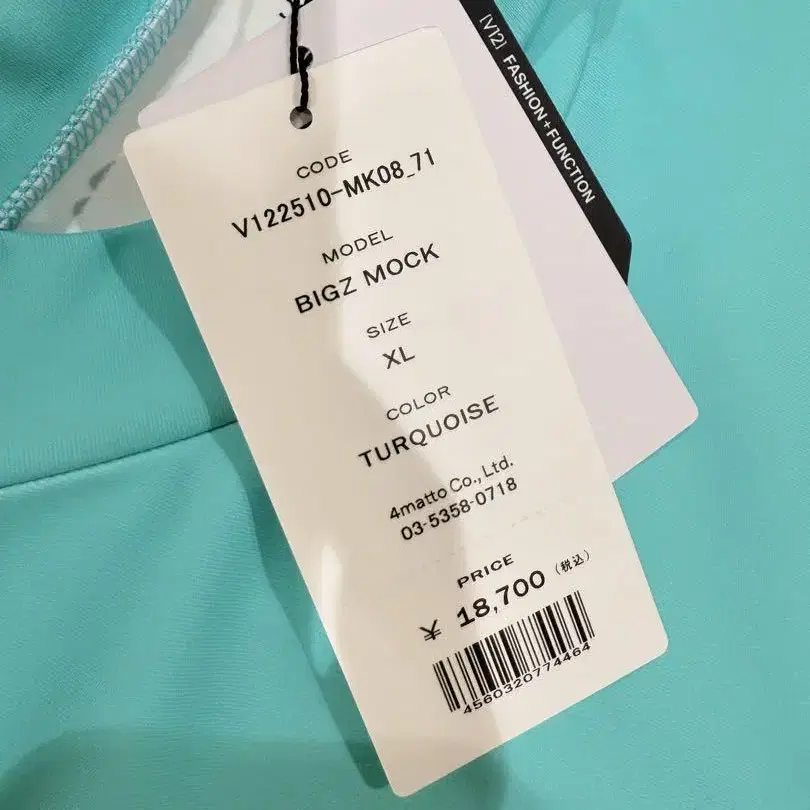 [V12] FASHION+FUNCTION
CODE
V122510-MK08_71
MODEL
BIGZ MOCK
SIZE
XL
COLOR
TURQUOISE
4matto Co., Ltd.
03-5358-0718
PRICE
¥ 18,700 (税込)
4560320774464